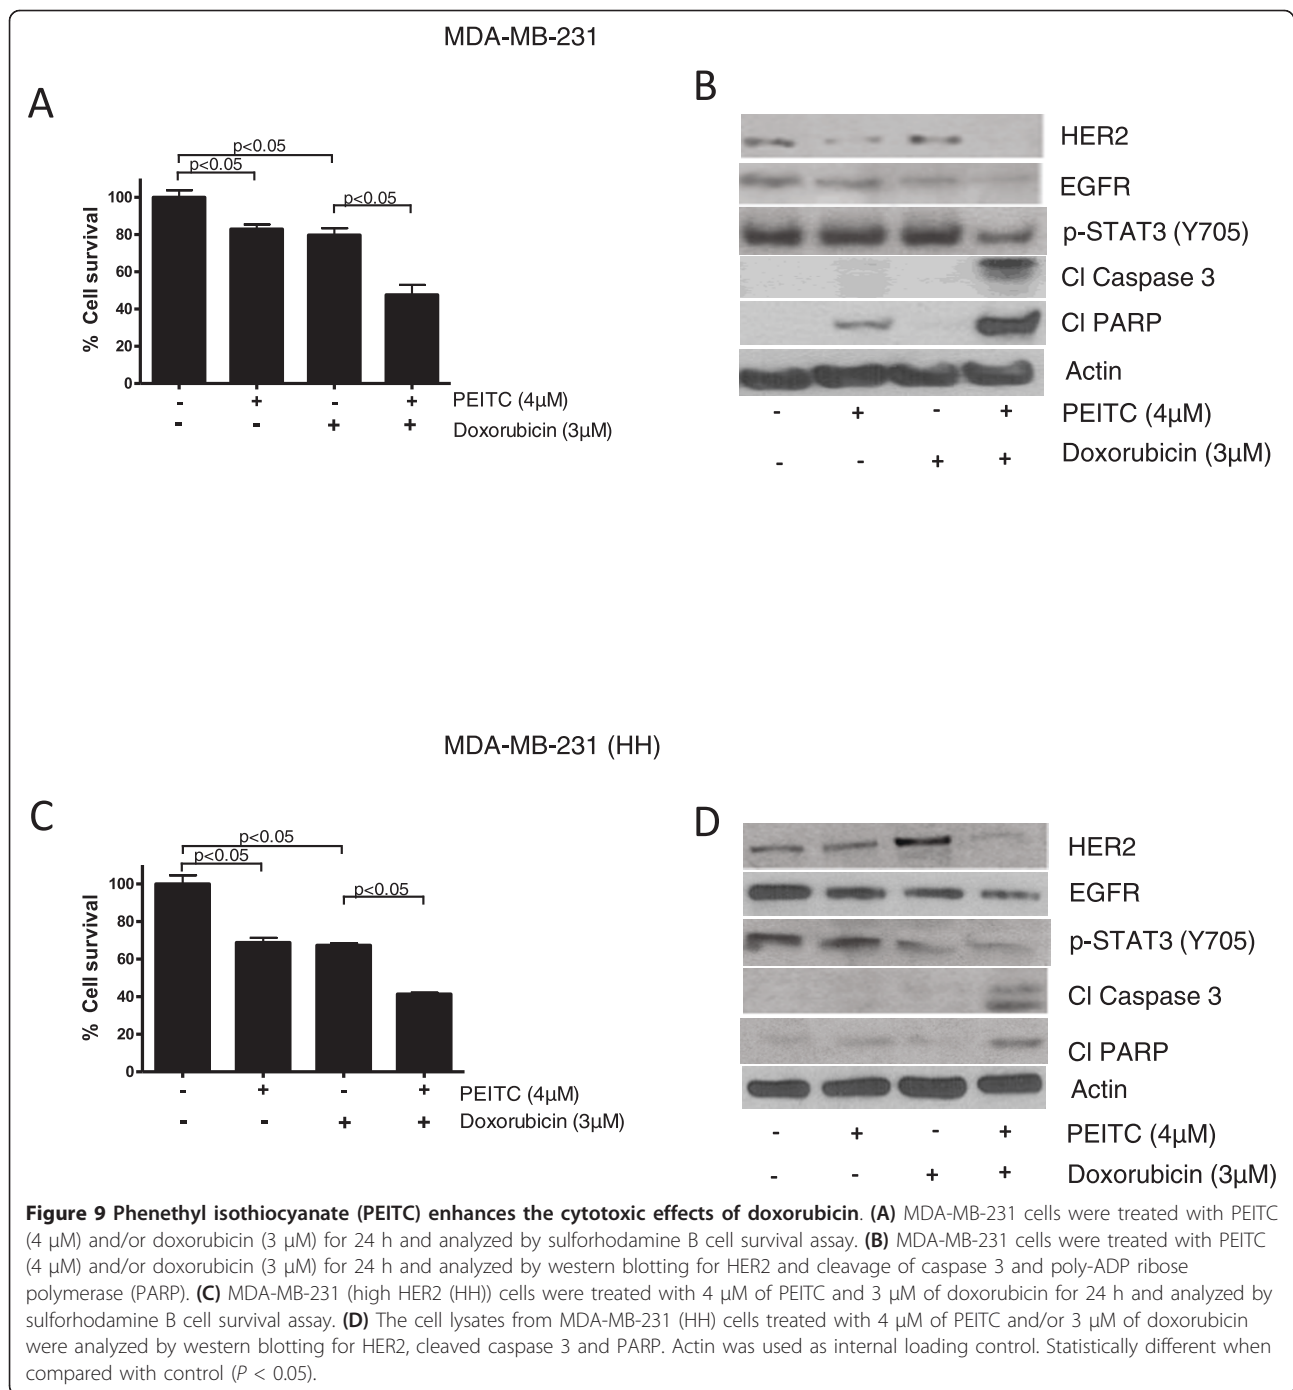 MDA-MB-231
A
p<0.05
p<0.05
p<0.05
% Cell survival
100
80
60
40
20
0
- + - + PEITC (4µM)
- - + + Doxorubicin (3µM)
B
HER2
EGFR
p-STAT3 (Y705)
Cl Caspase 3
Cl PARP
Actin
- + - + PEITC (4µM)
- - + + Doxorubicin (3µM)
MDA-MB-231 (HH)
C
p<0.05
p<0.05
p<0.05
% Cell survival
100
80
60
40
20
0
- + - + PEITC (4µM)
- - + + Doxorubicin (3µM)
D
HER2
EGFR
p-STAT3 (Y705)
Cl Caspase 3
Cl PARP
Actin
- + - + PEITC (4µM)
- - + + Doxorubicin (3µM)
Figure 9 Phenethyl isothiocyanate (PEITC) enhances the cytotoxic effects of doxorubicin. (A) MDA-MB-231 cells were treated with PEITC
(4 µM) and/or doxorubicin (3 µM) for 24 h and analyzed by sulforhodamine B cell survival assay. (B) MDA-MB-231 cells were treated with PEITC
(4 µM) and/or doxorubicin (3 µM) for 24 h and analyzed by western blotting for HER2 and cleavage of caspase 3 and poly-ADP ribose
polymerase (PARP). (C) MDA-MB-231 (high HER2 (HH)) cells were treated with 4 µM of PEITC and 3 µM of doxorubicin for 24 h and analyzed by
sulforhodamine B cell survival assay. (D) The cell lysates from MDA-MB-231 (HH) cells treated with 4 µM of PEITC and/or 3 µM of doxorubicin
were analyzed by western blotting for HER2, cleaved caspase 3 and PARP. Actin was used as internal loading control. Statistically different when
compared with control (P < 0.05).